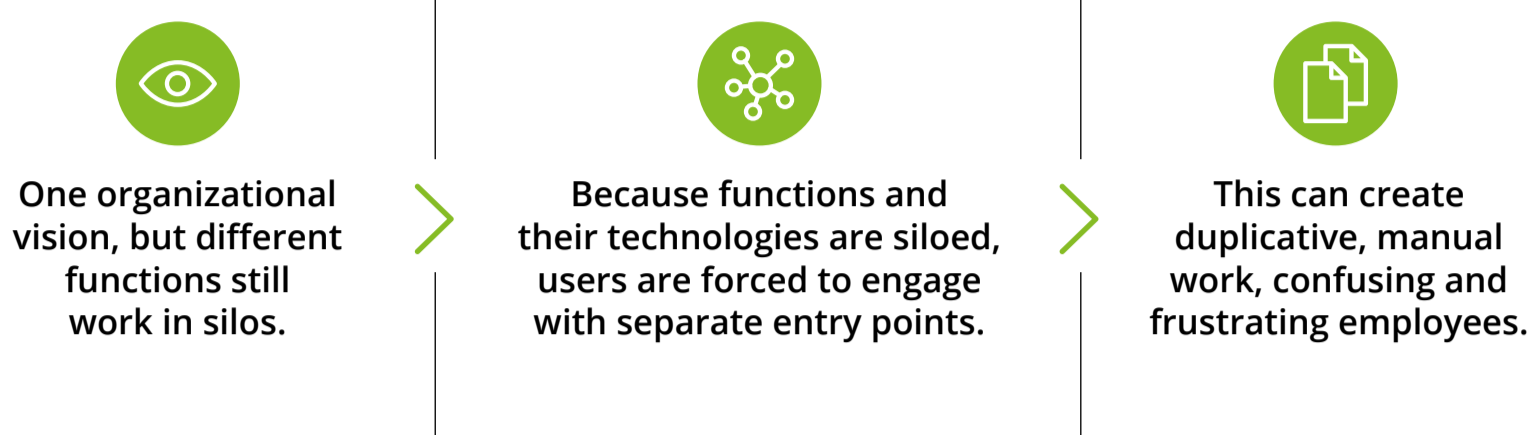 One organizational
vision, but different
functions still
work in silos.
Because functions and
their technologies are siloed,
users are forced to engage
with separate entry points.
This can create
duplicative, manual
work, confusing and
frustrating employees.